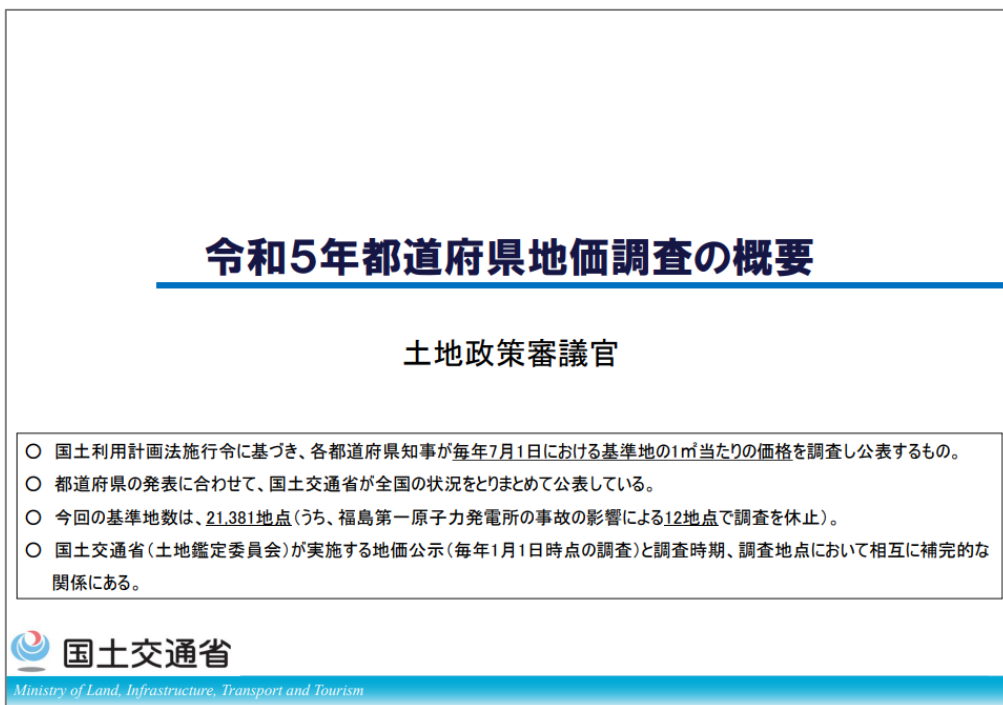 令和5年都道府県地価調査の概要
土地政策審議官
○ 国土利用計画法施行令に基づき、各都道府県知事が毎年7月1日における基準地の1㎡当たりの価格を調査し公表するもの。
○ 都道府県の発表に合わせて、国土交通省が全国の状況をとりまとめて公表している。
○ 今回の基準地数は、21,381地点(うち、福島第一原子力発電所の事故の影響による12地点で調査を休止)。
○ 国土交通省(土地鑑定委員会)が実施する地価公示(毎年1月1日時点の調査)と調査時期、調査地点において相互に補完的な
関係にある。
国土交通省
Ministry of Land, Infrastructure, Transport and Tourism